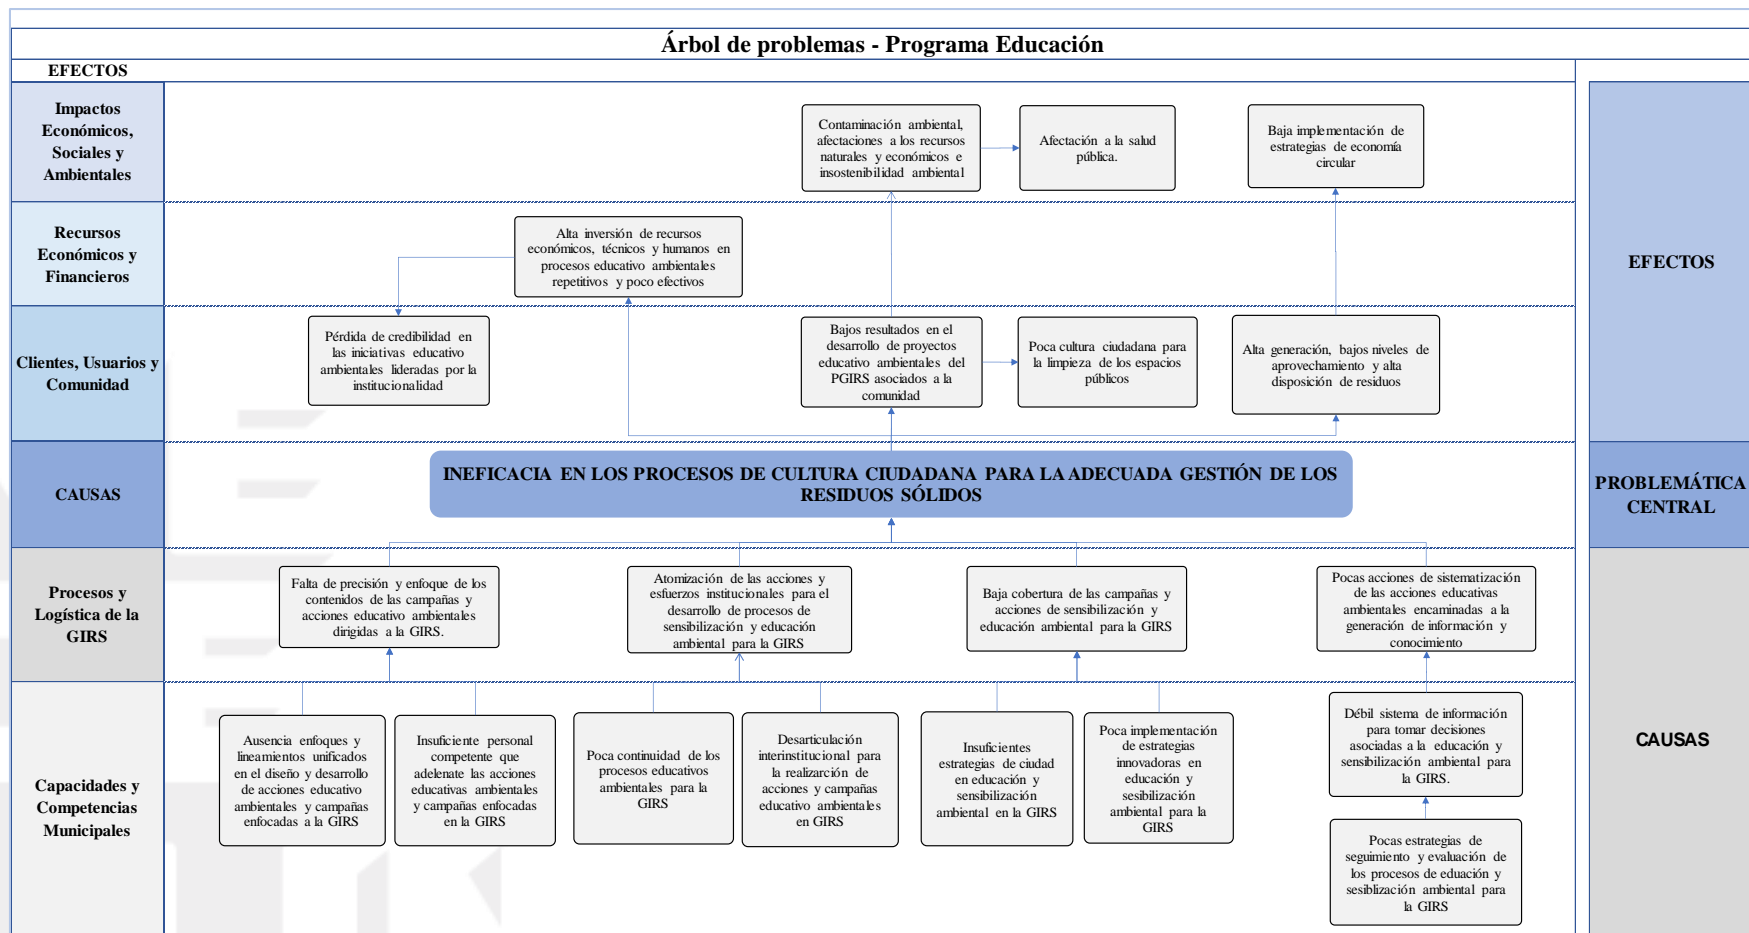 Árbol de problemas - Programa Educación
EFECTOS
Impactos
Económicos,
Sociales y
Ambientales
Contaminación ambiental,
afectaciones a los recursos
naturales y económicos e
insostenibilidad ambiental
Afectación a la salud
pública.
Baja implementación de
estrategias de economía
circular
Recursos
Económicos y
Financieros
Alta inversión de recursos
económicos, técnicos y humanos en
procesos educativo ambientales
repetitivos y poco efectivos
EFECTOS
Clientes, Usuarios y
Comunidad
Pérdida de credibilidad en
las iniciativas educativo
ambientales lideradas por la
institucionalidad
Bajos resultados en el
desarrollo de proyectos
educativo ambientales del
PGIRS asociados a la
comunidad
Poca cultura ciudadana para
la limpieza de los espacios
públicos
Alta generación, bajos niveles de
aprovechamiento y alta
disposición de residuos
CAUSAS
INEFICACIA EN LOS PROCESOS DE CULTURA CIUDADANA PARA LA ADECUADA GESTIÓN DE LOS
RESIDUOS SÓLIDOS
PROBLEMÁTICA
CENTRAL
Procesos y
Logística de la
GIRS
Falta de precisión y enfoque de los
contenidos de las campañas y
acciones educativo ambientales
dirigidas a la GIRS.
Atomización de las acciones y
esfuerzos institucionales para el
desarrollo de procesos de
sensibilización y educación
ambiental para la GIRS
Baja cobertura de las campañas y
acciones de sensibilización y
educación ambiental para la GIRS
Pocas acciones de sistematización
de las acciones educativas
ambientales encaminadas a la
generación de información y
conocimiento
Capacidades y
Competencias
Municipales
Ausencia enfoques y
lineamientos unificados
en el diseño y desarrollo
de acciones educativo
ambientales y campañas
enfocadas a la GIRS
Insuficiente personal
competente que
adelenate las acciones
educativas ambientales
y campañas enfocadas
en la GIRS
Poca continuidad de los
procesos educativos
ambientales para la
GIRS
Desarticulación
interinstitucional para
la realizarción de
acciones y campañas
educativo ambientales
en GIRS
Insuficientes
estrategias de ciudad
en educación y
sensibilización
ambiental en la GIRS
Poca implementación
de estrategias
innovadoras en
educación y
sesibilización
ambiental para la
GIRS
Débil sistema de información
para tomar decisiones
asociadas a la educación y
sensibilización ambiental para
la GIRS.
Pocas estrategias de
seguimiento y evaluación de
los procesos de eduación y
sesiblización ambiental para
la GIRS
CAUSAS